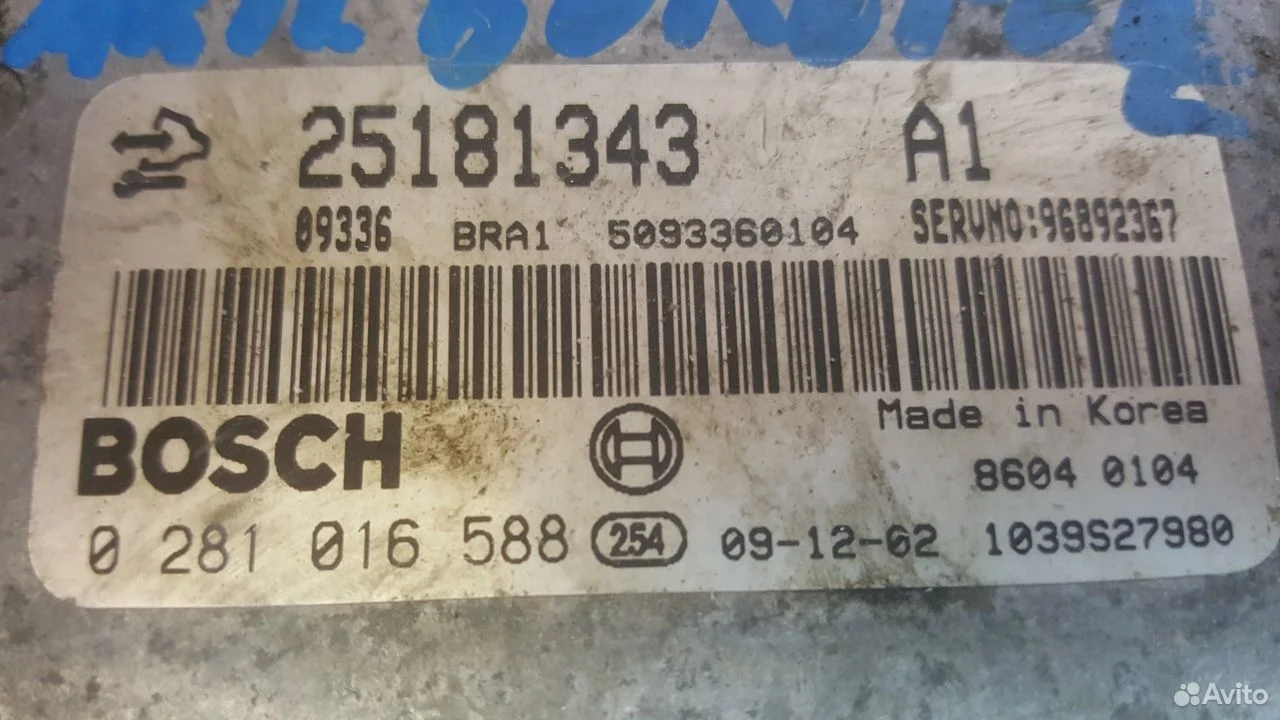 25181343 A1
09336 BRA1 5093360104 SERVNO:96892367
BOSCH
Made in Korea
8604 0104
0 281 016 588 254 09-12-02 1039S27980
Avito